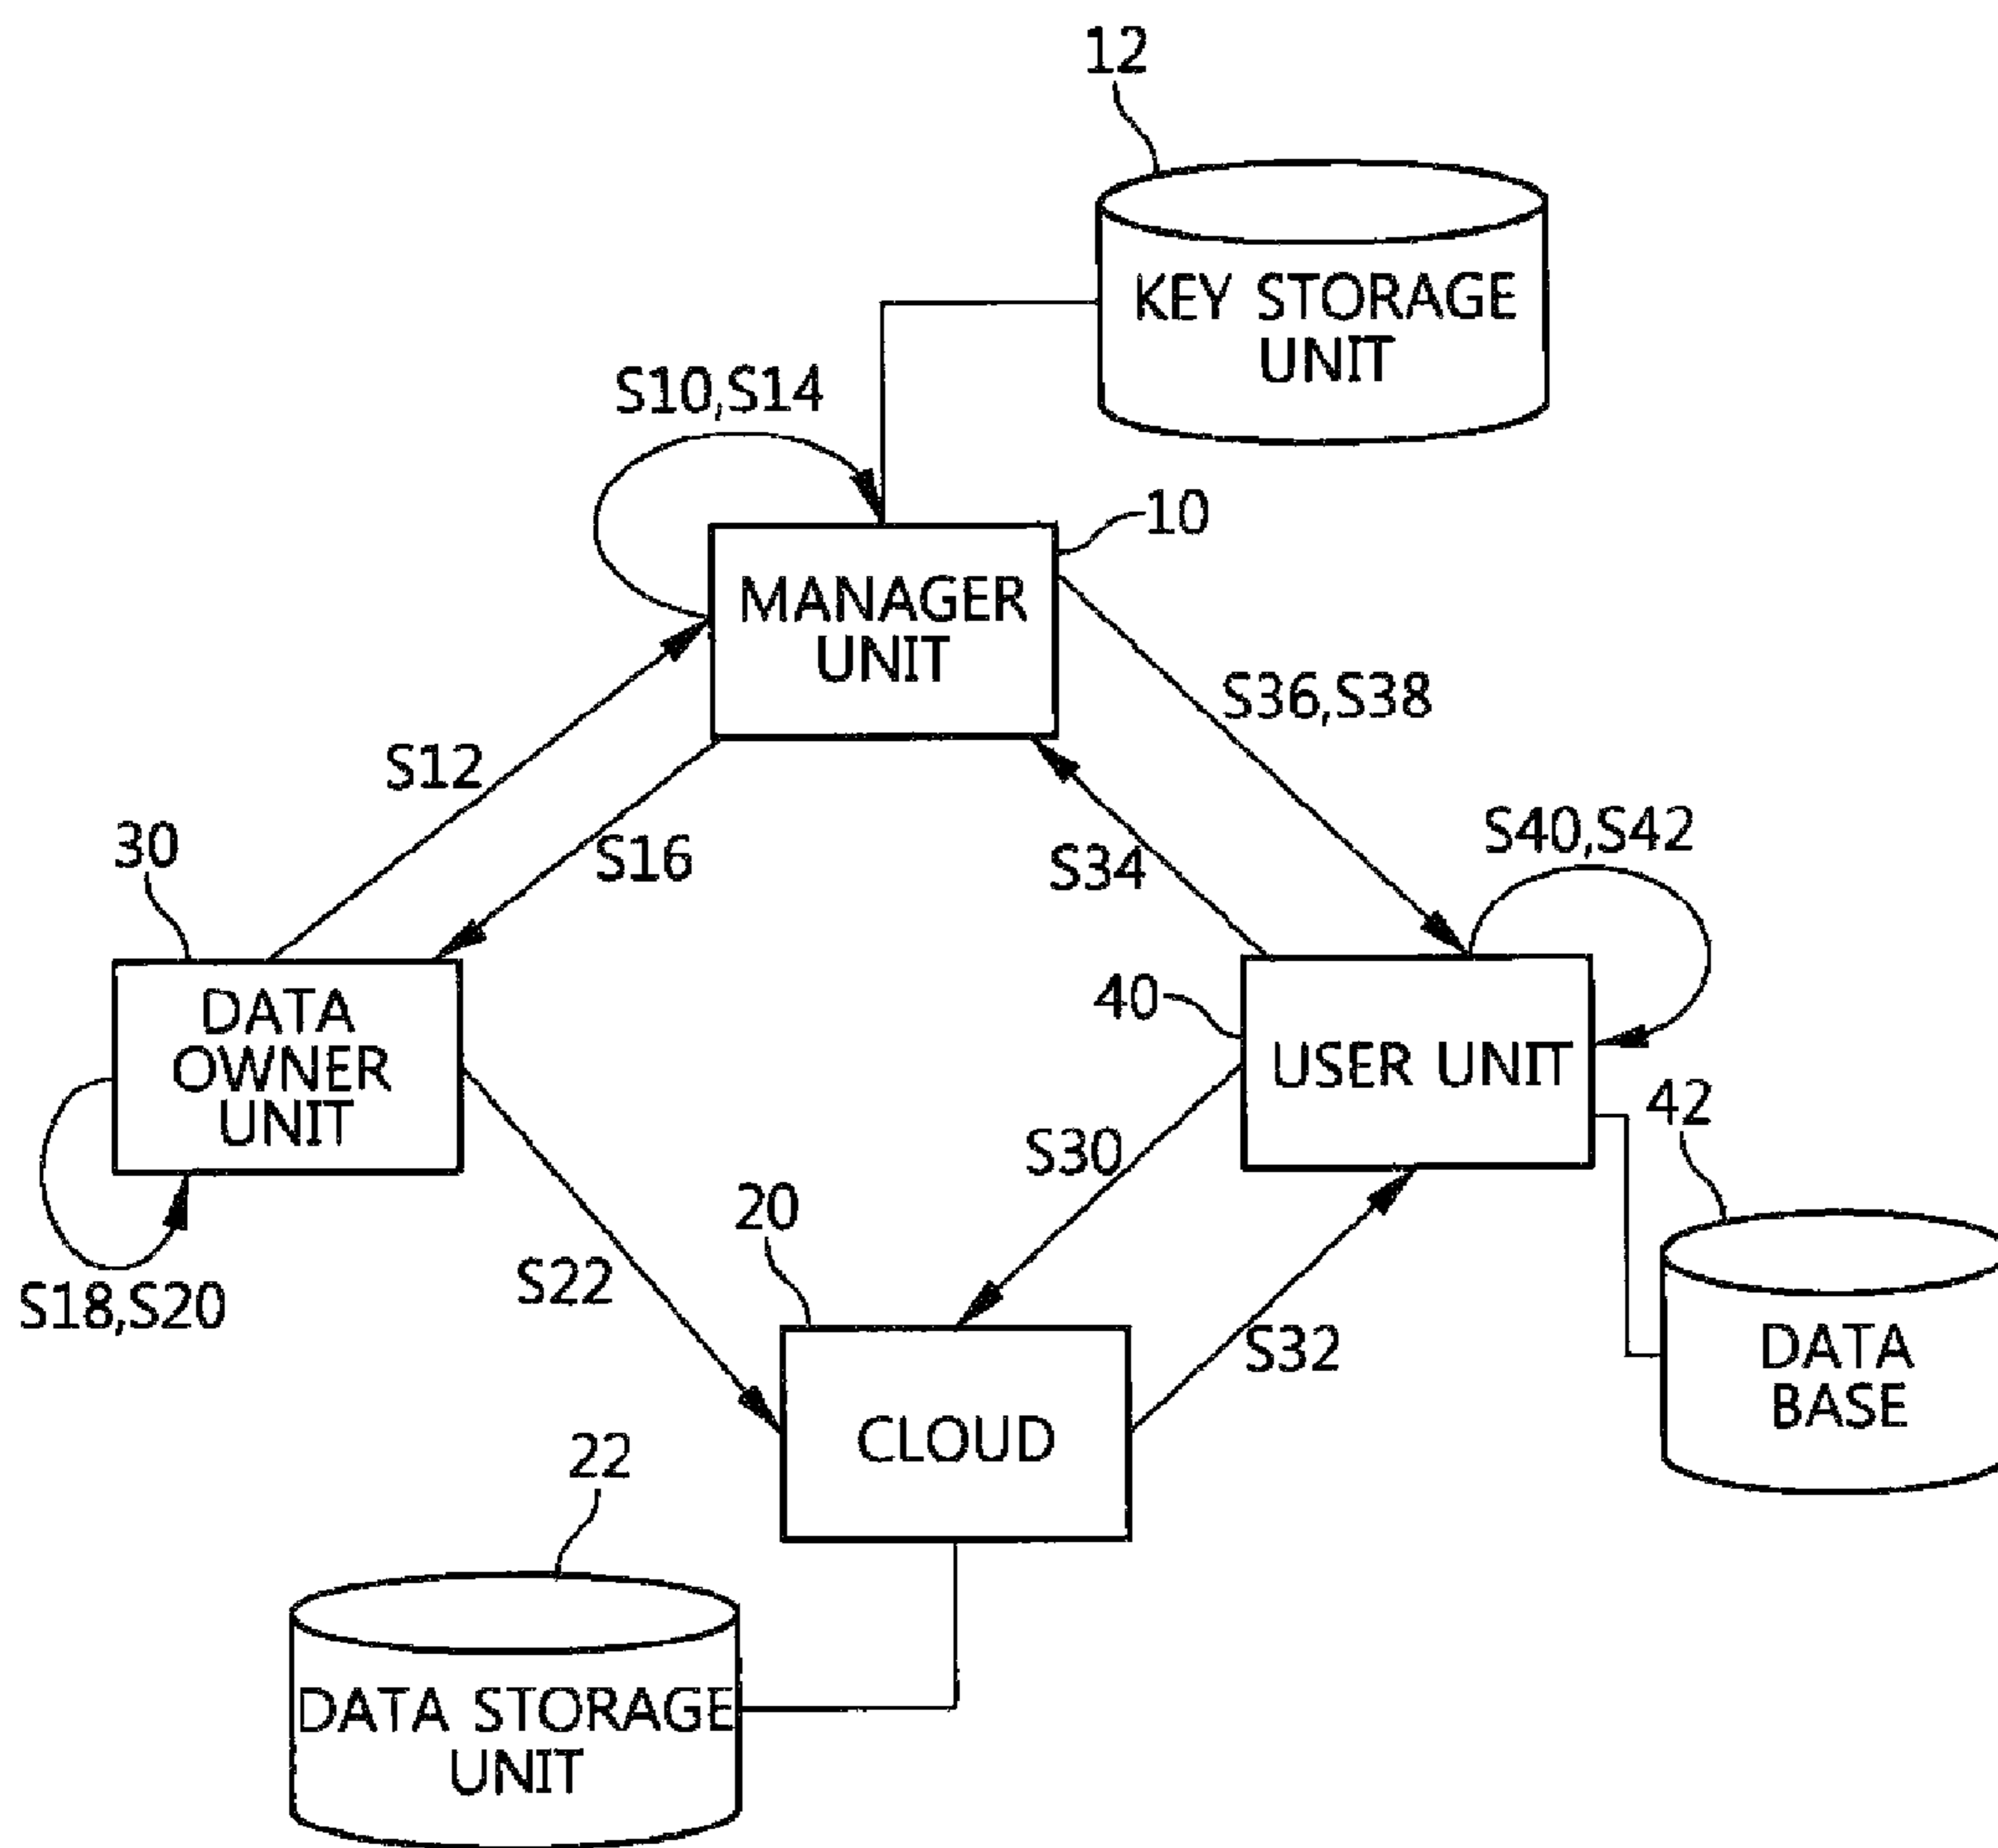 12
KEY STORAGE
UNIT
S10,S14
10
MANAGER
UNIT
S36,S38
S12
S16
S34
S40,S42
30
DATA
OWNER
UNIT
40
USER UNIT
42
S18,S20
S22
20
S30
S32
CLOUD
DATA
BASE
22
DATA STORAGE
UNIT